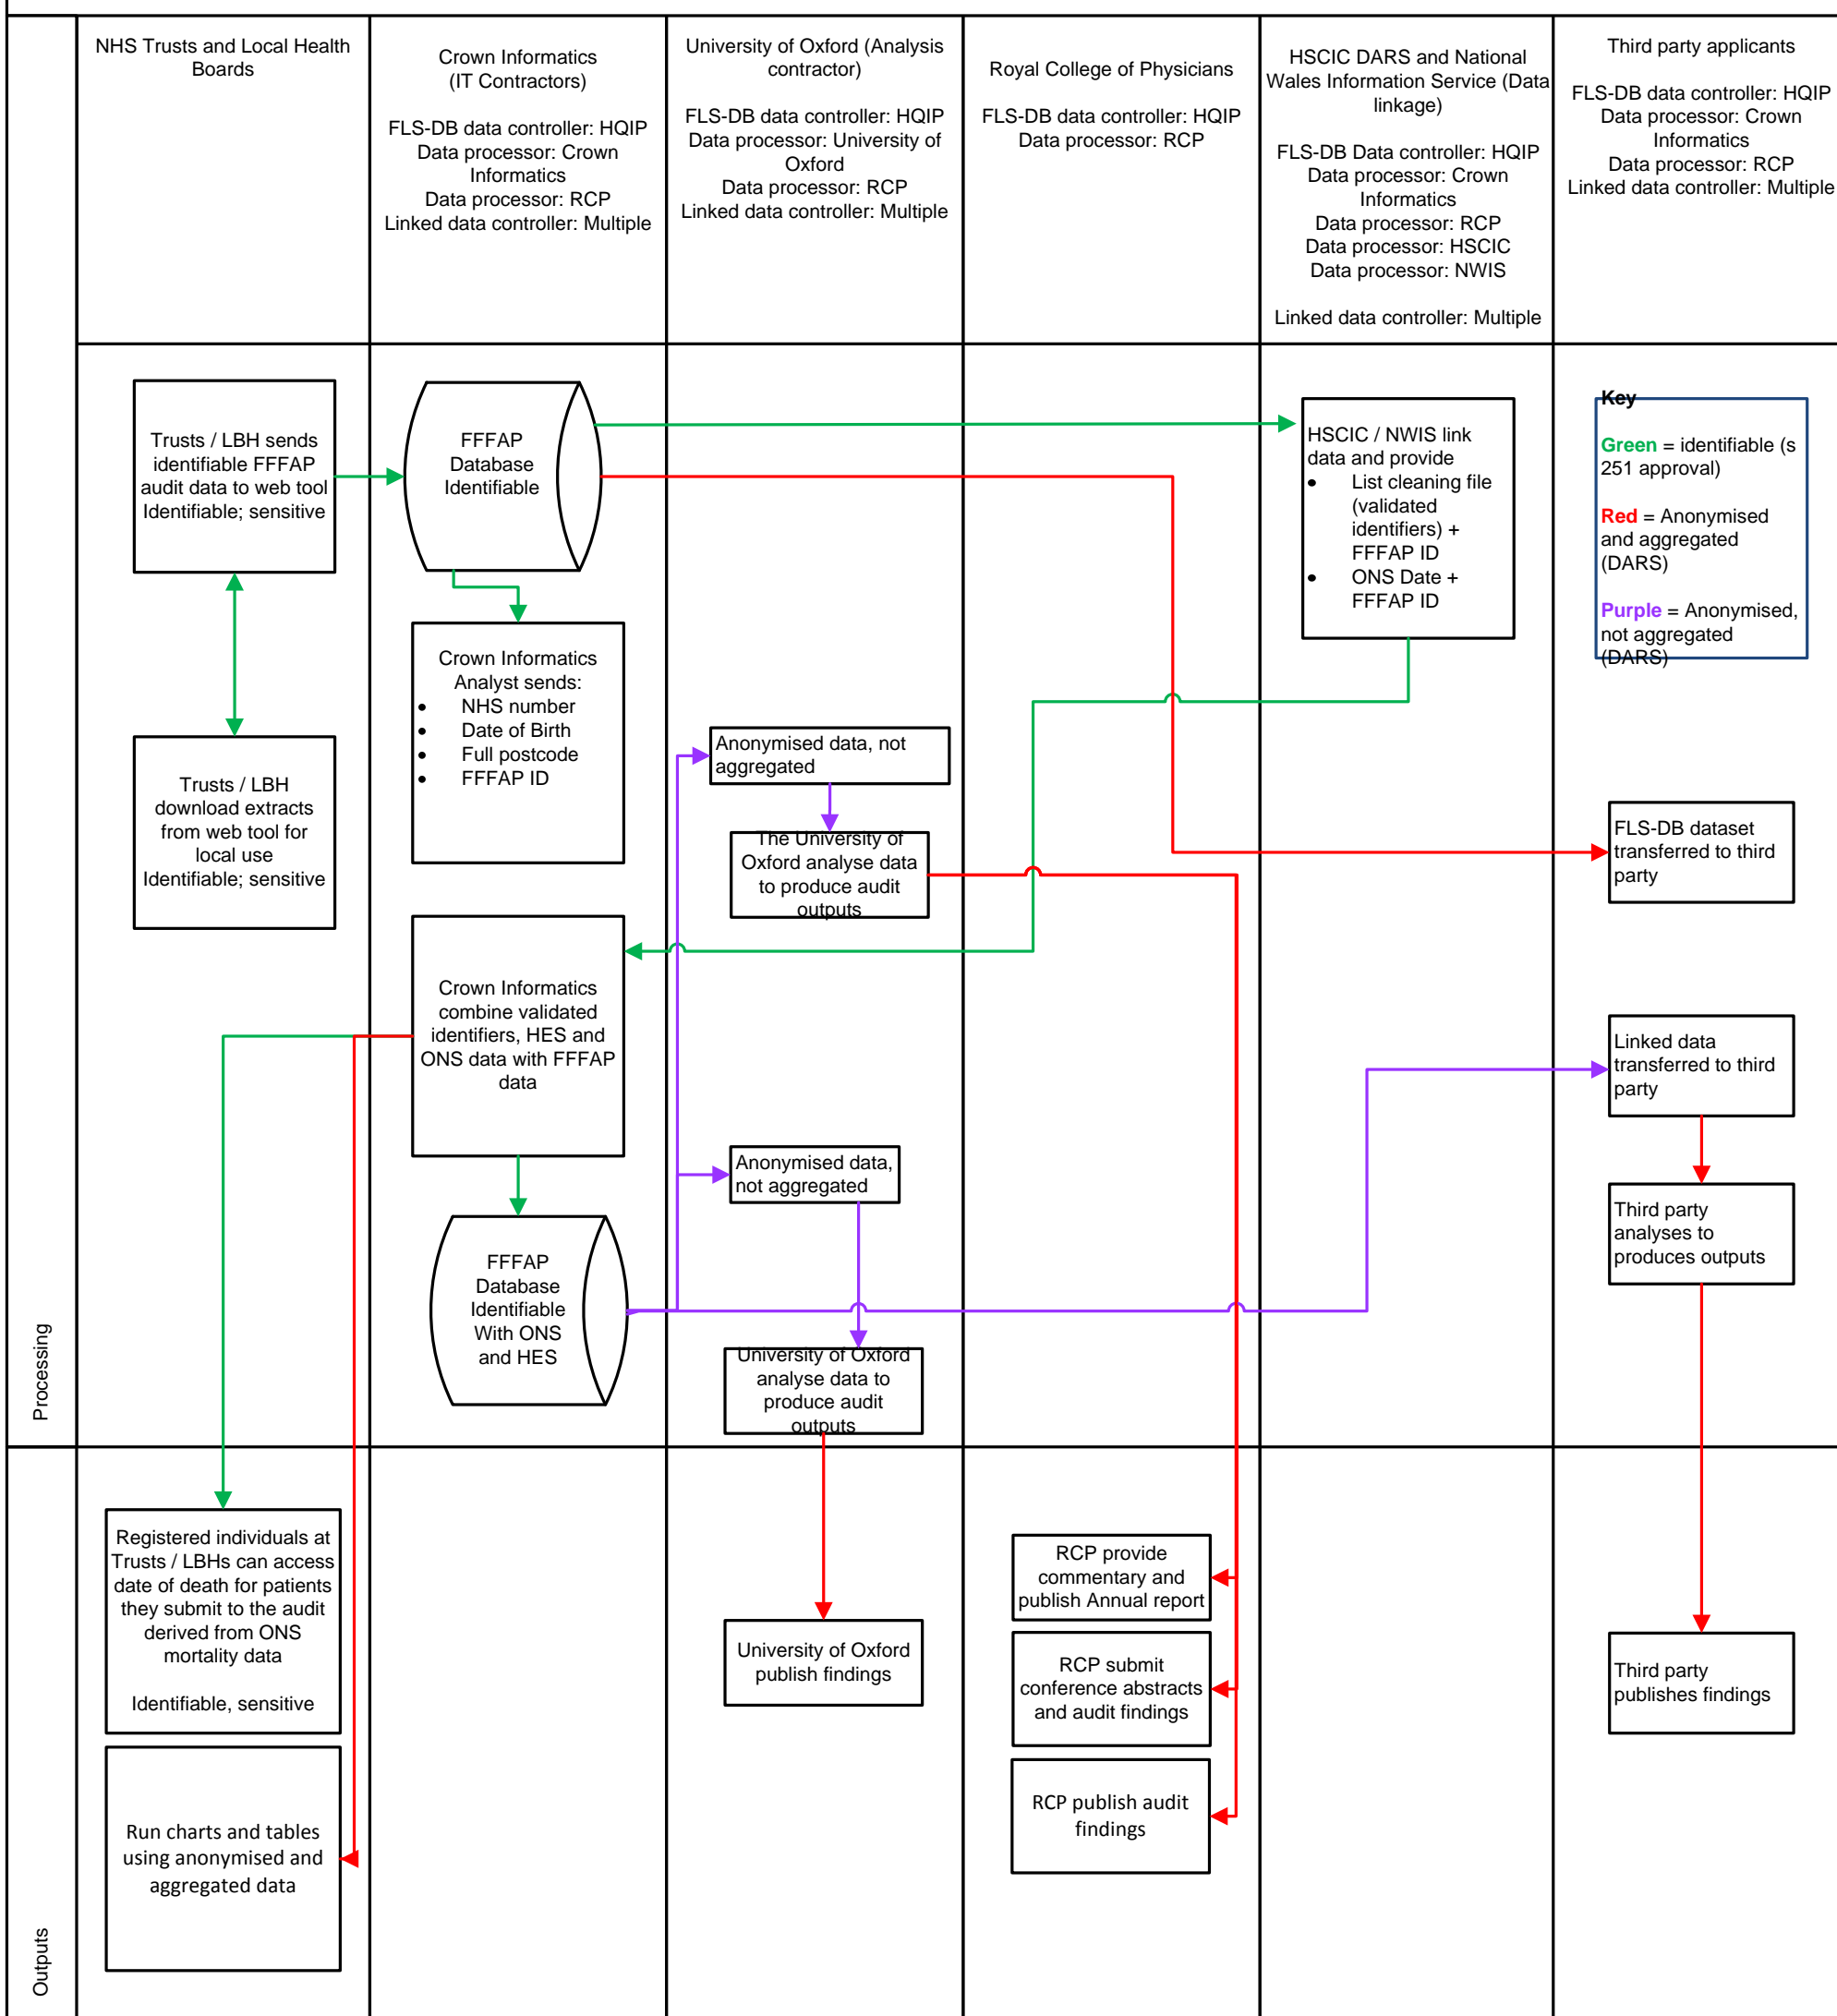 NHS Trusts and Local Health
Boards
Crown Informatics
(IT Contractors)
FLS-DB data controller: HQIP
Data processor: Crown
Informatics
Data processor: RCP
Linked data controller: Multiple
University of Oxford (Analysis
contractor)
FLS-DB data controller: HQIP
Data processor: University of
Oxford
Data processor: RCP
Linked data controller: Multiple
Royal College of Physicians
FLS-DB data controller: HQIP
Data processor: RCP
HSCIC DARS and National
Wales Information Service (Data
linkage)
FLS-DB Data controller: HQIP
Data processor: Crown
Informatics
Data processor: RCP
Data processor: HSCIC
Data processor: NWIS
Linked data controller: Multiple
Third party applicants
FLS-DB data controller: HQIP
Data processor: Crown
Informatics
Data processor: RCP
Linked data controller: Multiple
Processing
Trusts / LBH sends
identifiable FFFAP
audit data to web tool
Identifiable; sensitive
Trusts / LBH
download extracts
from web tool for
local use
Identifiable; sensitive
FFFAP
Database
Identifiable
Crown Informatics
Analyst sends:
• NHS number
• Date of Birth
• Full postcode
• FFFAP ID
Crown Informatics
combine validated
identifiers, HES and
ONS data with FFFAP
data
FFFAP
Database
Identifiable
With ONS
and HES
Anonymised data, not
aggregated
The University of
Oxford analyse data
to produce audit
outputs
Anonymised data,
not aggregated
University of Oxford
analyse data to
produce audit
outputs
HSCIC / NWIS link
data and provide
• List cleaning file
(validated
identifiers) +
FFFAP ID
• ONS Date +
FFFAP ID
Key
Green = identifiable (s
251 approval)
Red = Anonymised
and aggregated
(DARS)
Purple = Anonymised,
not aggregated
(DARS)
FLS-DB dataset
transferred to third
party
Linked data
transferred to third
party
Third party
analyses to
produces outputs
Outputs
Registered individuals at
Trusts / LBHs can access
date of death for patients
they submit to the audit
derived from ONS
mortality data
Identifiable, sensitive
Run charts and tables
using anonymised and
aggregated data
University of Oxford
publish findings
RCP provide
commentary and
publish Annual report
RCP submit
conference abstracts
and audit findings
RCP publish audit
findings
Third party
publishes findings